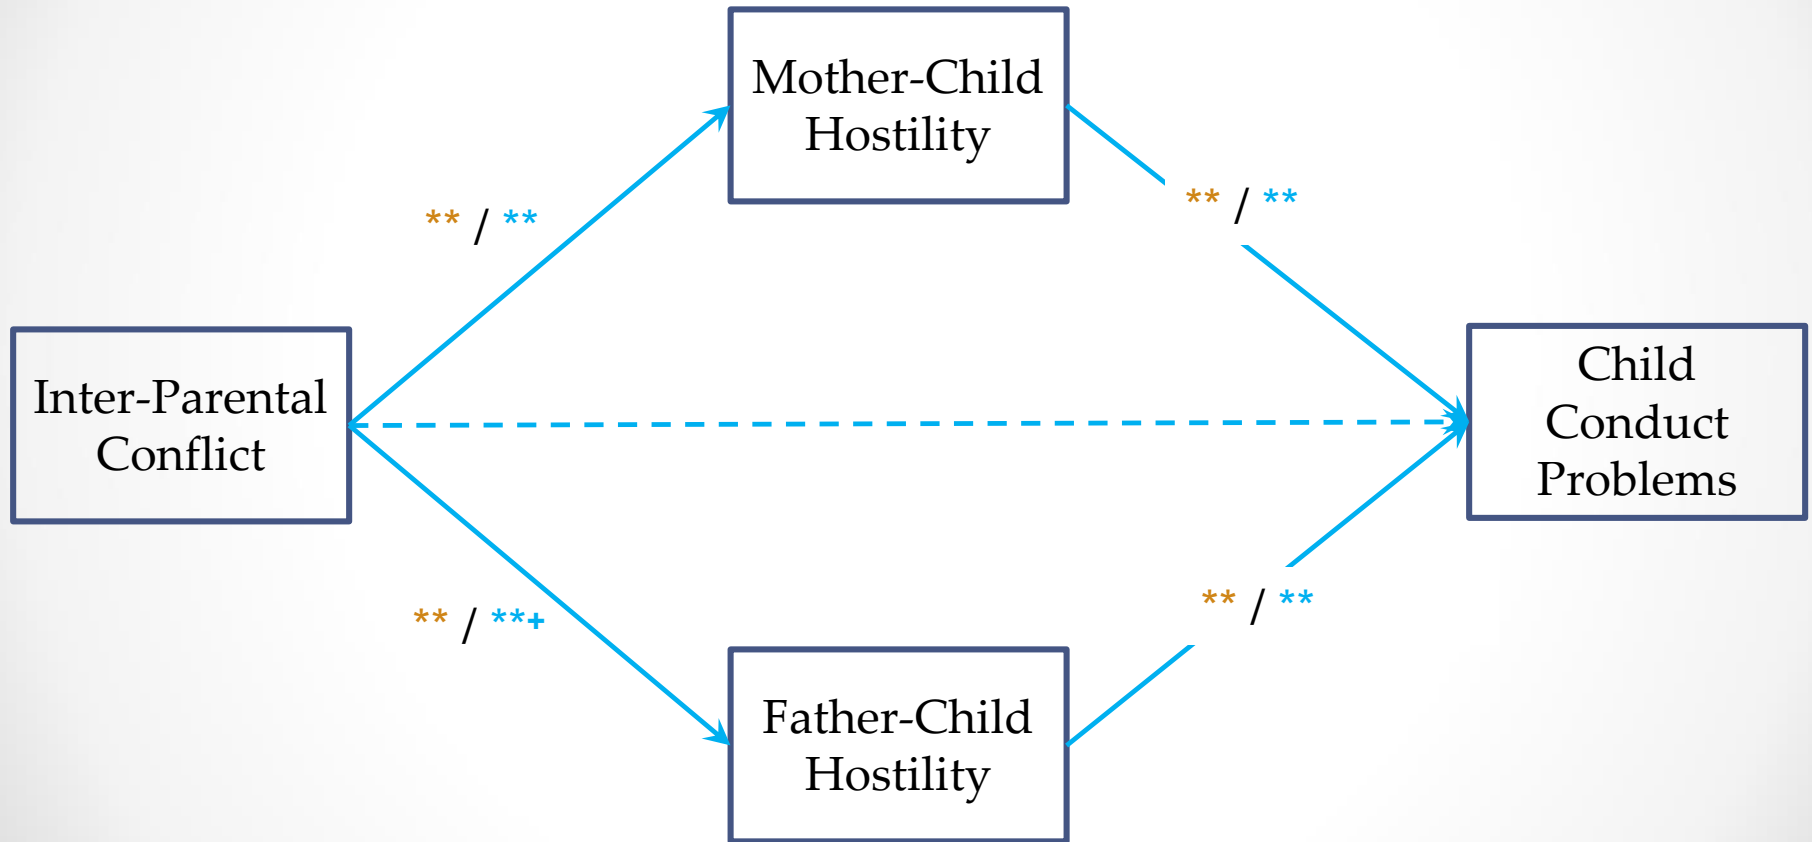 Mother-Child
Hostility
** / **
** / **
Inter-Parental
Conflict
Child
Conduct
Problems
** / **+
** / **
Father-Child
Hostility